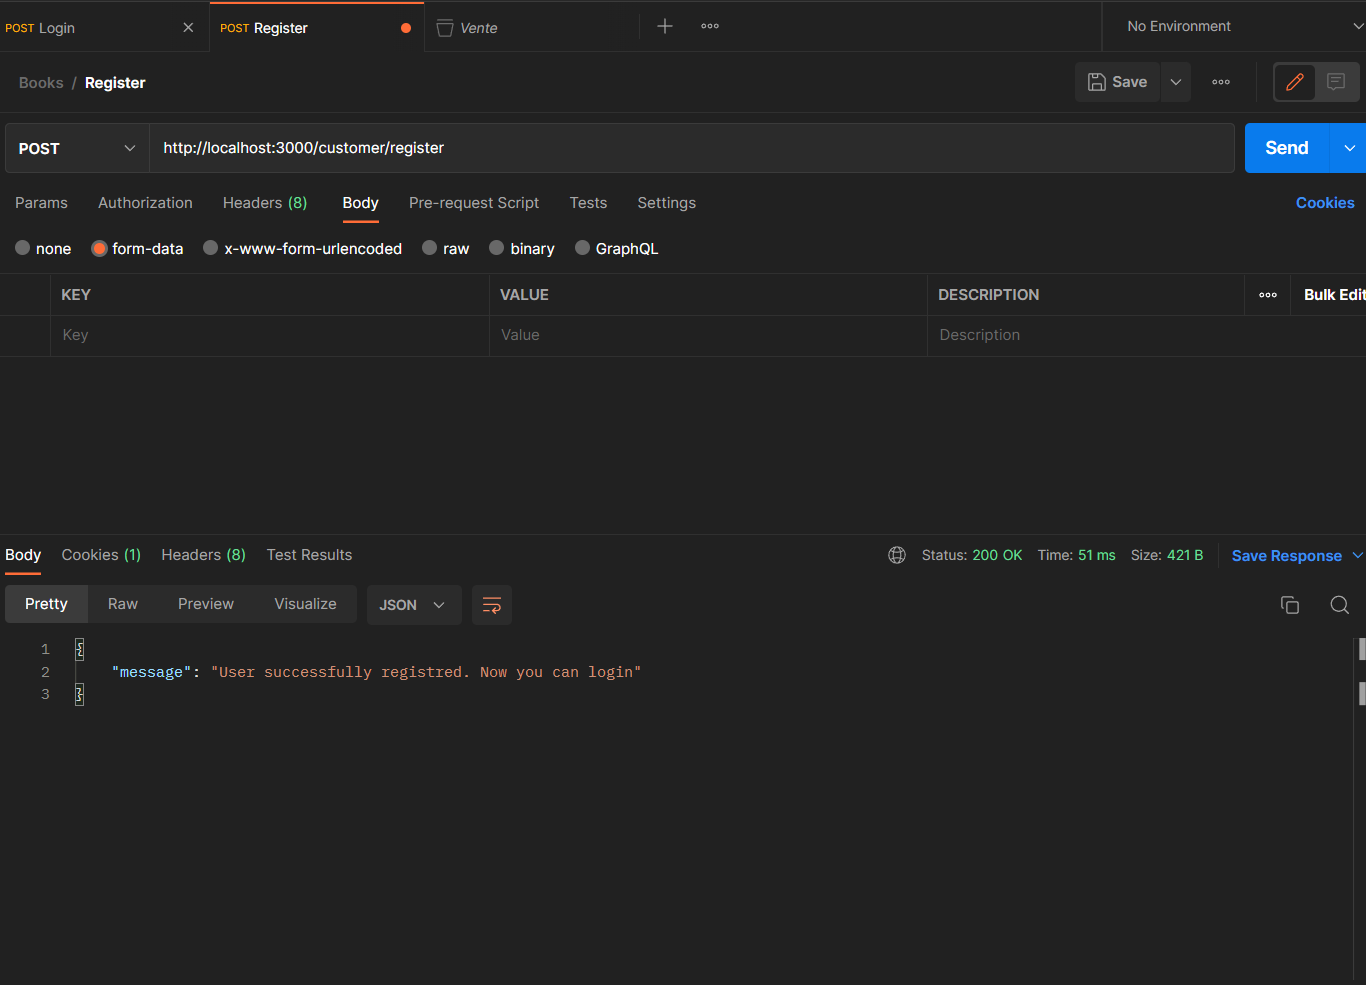 POST Login POST Register Vente No Environment
Books / Register Save
POST http://localhost:3000/customer/register Send
Params Authorization Headers (8) Body Pre-request Script Tests Settings Cookies
none form-data x-www-form-urlencoded raw binary GraphQL
KEY VALUE DESCRIPTION Bulk Edit
Key Value Description
Body Cookies (1) Headers (8) Test Results Status: 200 OK Time: 51 ms Size: 421 B Save Response
Pretty Raw Preview Visualize JSON
1 {
2 "message": "User successfully registred. Now you can login"
3 }